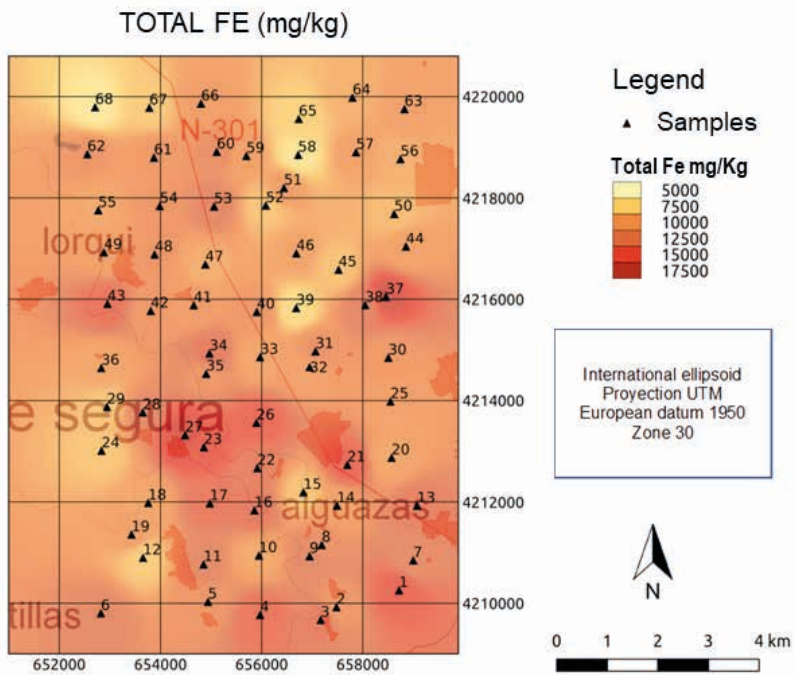 TOTAL FE (mg/kg)
68 67 66 64
65 63
N-301
62 61 60 59 58 57 56
51
55 54 53 52 50
lorqui
49 48 47 46 45 44
43 42 41 40 39 38 37
36 34 35 33 31 32 30
29 28 26 25
e segura
24 27 23 22 21 20
18 17 16 15 14 13
alguazas
19 12 11 10 9 8 7
6 5 4 3 2 1
tillas
4220000
4218000
4216000
4214000
4212000
4210000
652000 654000 656000 658000
Legend
Samples
Total Fe mg/Kg
5000
7500
10000
12500
15000
17500
International ellipsoid
Proyection UTM
European datum 1950
Zone 30
N
0 1 2 3 4 km